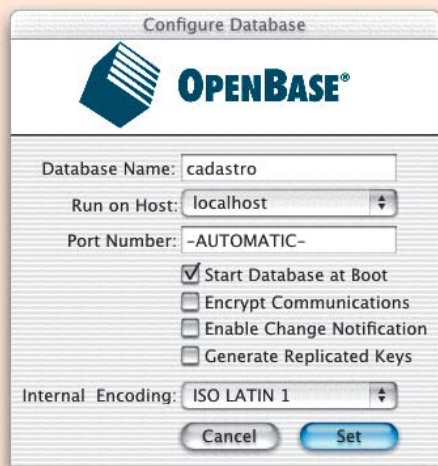 Configure Database
OPENBASE®
Database Name: cadastro
Run on Host: localhost
Port Number: -AUTOMATIC-
Start Database at Boot
Encrypt Communications
Enable Change Notification
Generate Replicated Keys
Internal Encoding: ISO LATIN 1
Cancel Set